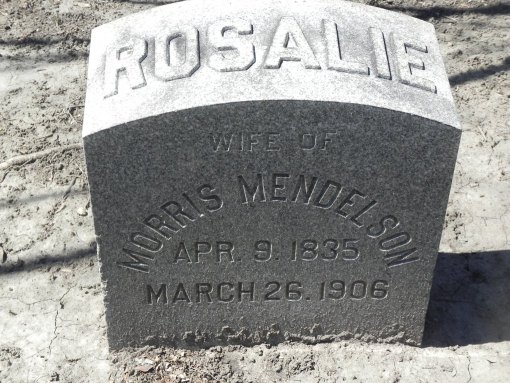 ROSALIE
WIFE OF
MORRIS MENDELSON
APR. 9. 1835
MARCH 26. 1906